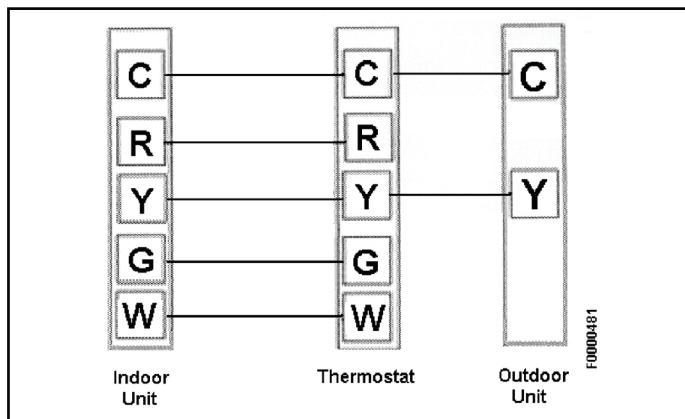 C C C
R R
Y Y Y
G G
W W
Indoor Unit
Thermostat
Outdoor Unit
F0000481